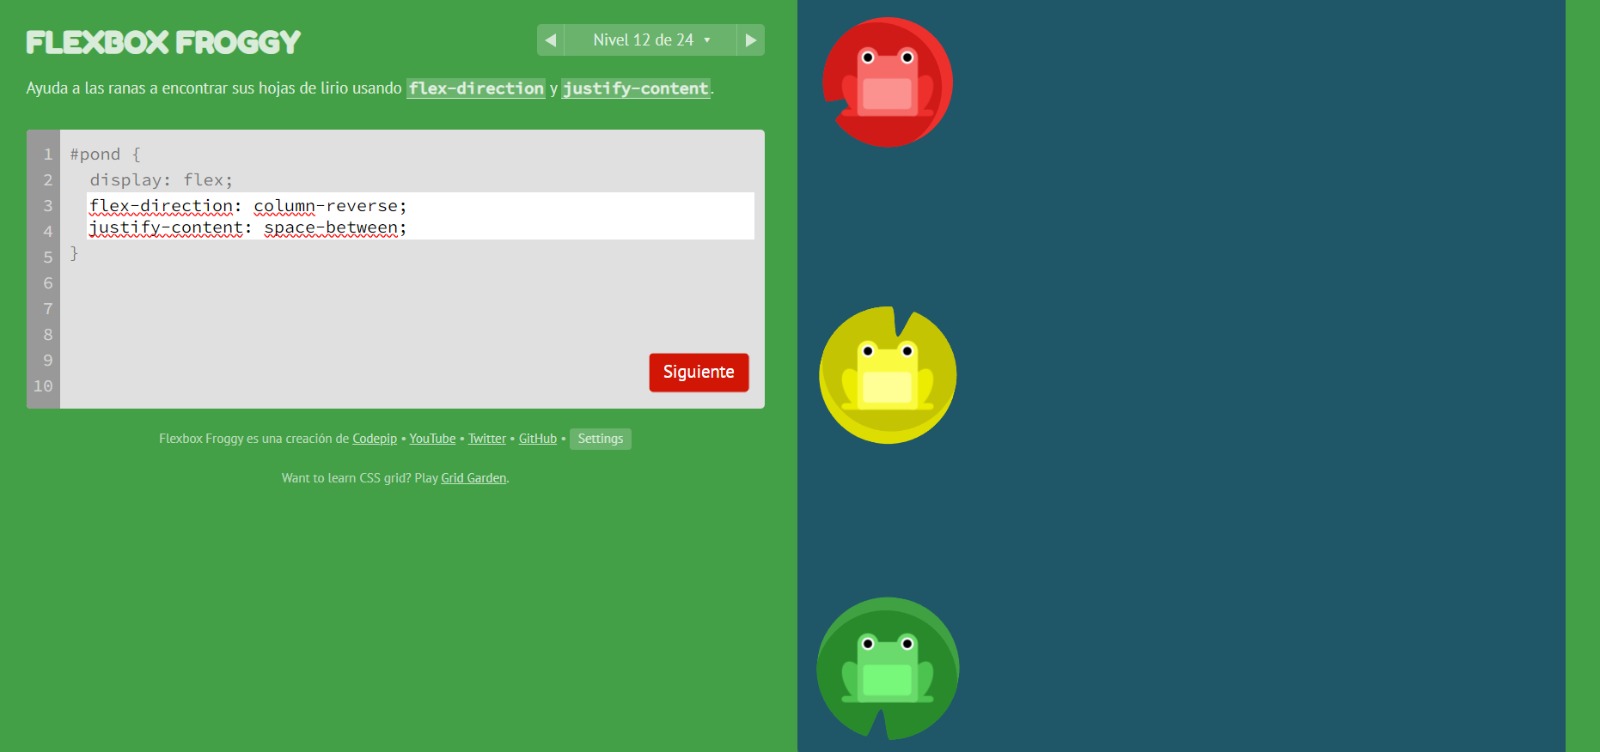 FLEXBOX FROGGY
◀ Nivel 12 de 24 ▾ ▶
Ayuda a las ranas a encontrar sus hojas de lirio usando flex-direction y justify-content.
1 #pond {
2 display: flex;
3 flex-direction: column-reverse;
4 justify-content: space-between;
5 }
6
7
8
9
10
Siguiente
Flexbox Froggy es una creación de Codepip • YouTube • Twitter • GitHub • Settings
Want to learn CSS grid? Play Grid Garden.